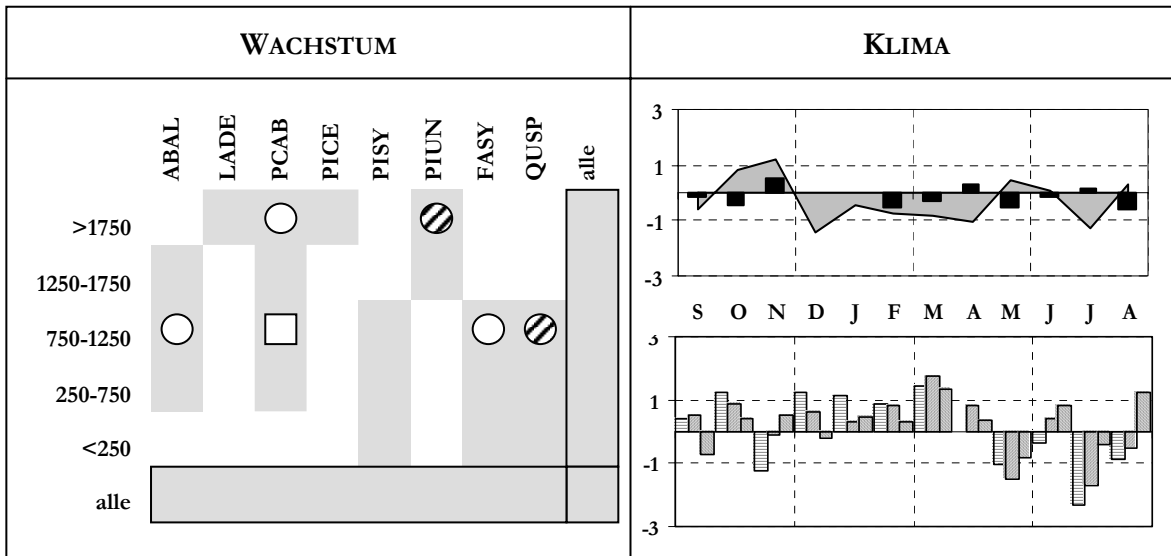 WACHSTUM
KLIMA
ABAL LADE PCAB PICE PISY PIUN FASY QUSP alle
>1750
1250-1750
750-1250
250-750
<250
alle
3
1
-1
-3
S O N D J F M A M J J A
3
1
-1
-3